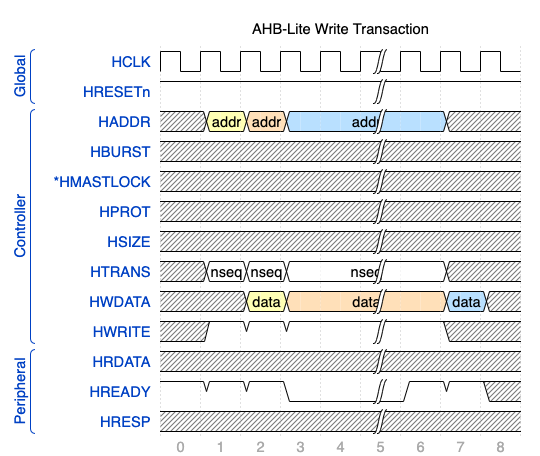 AHB-Lite Write Transaction
Global
HCLK
HRESETn
Controller
HADDR addr addr addr
HBURST
*HMASTLOCK
HPROT
HSIZE
HTRANS nseq nseq nseq
HWDATA data data data
HWRITE
Peripheral
HRDATA
HREADY
HRESP
0 1 2 3 4 5 6 7 8